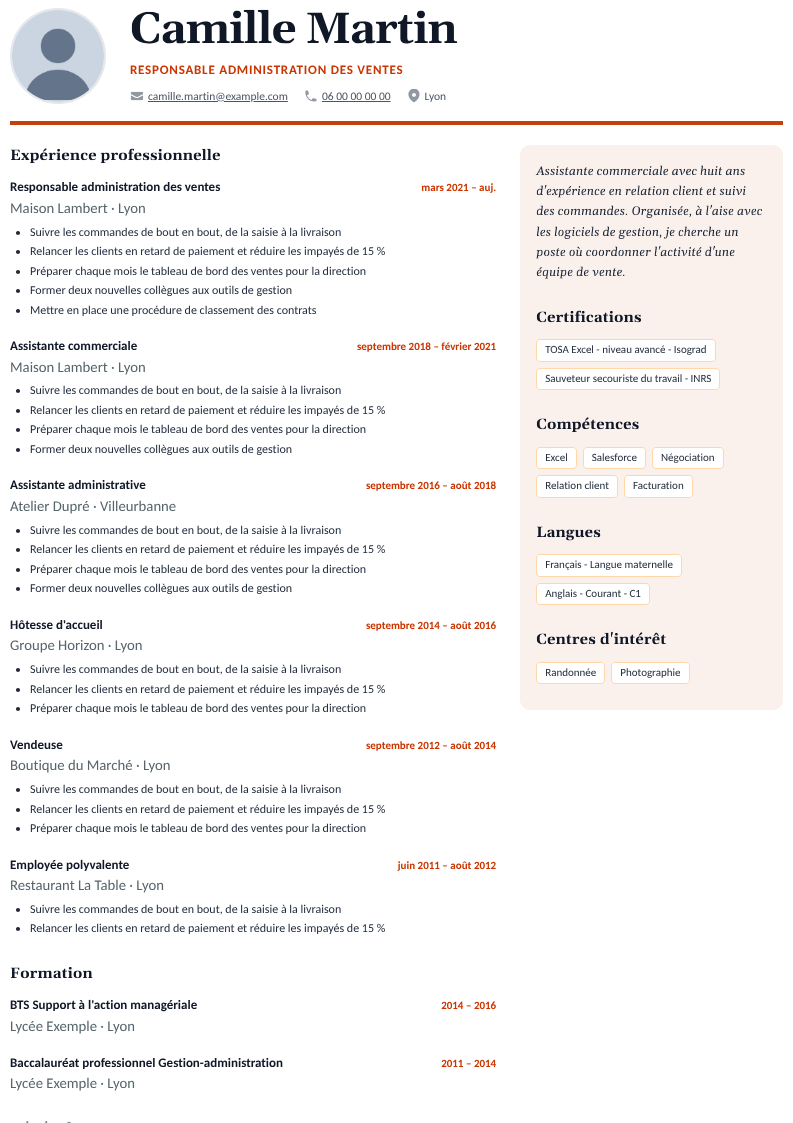 Camille Martin
RESPONSABLE ADMINISTRATION DES VENTES
camille.martin@example.com 06 00 00 00 00 Lyon
Expérience professionnelle
Responsable administration des ventes mars 2021 – auj.
Maison Lambert · Lyon
• Suivre les commandes de bout en bout, de la saisie à la livraison
• Relancer les clients en retard de paiement et réduire les impayés de 15 %
• Préparer chaque mois le tableau de bord des ventes pour la direction
• Former deux nouvelles collègues aux outils de gestion
• Mettre en place une procédure de classement des contrats
Assistante commerciale septembre 2018 – février 2021
Maison Lambert · Lyon
• Suivre les commandes de bout en bout, de la saisie à la livraison
• Relancer les clients en retard de paiement et réduire les impayés de 15 %
• Préparer chaque mois le tableau de bord des ventes pour la direction
• Former deux nouvelles collègues aux outils de gestion
Assistante administrative septembre 2016 – août 2018
Atelier Dupré · Villeurbanne
• Suivre les commandes de bout en bout, de la saisie à la livraison
• Relancer les clients en retard de paiement et réduire les impayés de 15 %
• Préparer chaque mois le tableau de bord des ventes pour la direction
• Former deux nouvelles collègues aux outils de gestion
Hôtesse d'accueil septembre 2014 – août 2016
Groupe Horizon · Lyon
• Suivre les commandes de bout en bout, de la saisie à la livraison
• Relancer les clients en retard de paiement et réduire les impayés de 15 %
• Préparer chaque mois le tableau de bord des ventes pour la direction
Vendeuse septembre 2012 – août 2014
Boutique du Marché · Lyon
• Suivre les commandes de bout en bout, de la saisie à la livraison
• Relancer les clients en retard de paiement et réduire les impayés de 15 %
• Préparer chaque mois le tableau de bord des ventes pour la direction
Employée polyvalente juin 2011 – août 2012
Restaurant La Table · Lyon
• Suivre les commandes de bout en bout, de la saisie à la livraison
• Relancer les clients en retard de paiement et réduire les impayés de 15 %
Formation
BTS Support à l'action managériale 2014 – 2016
Lycée Exemple · Lyon
Baccalauréat professionnel Gestion-administration 2011 – 2014
Lycée Exemple · Lyon
Assistante commerciale avec huit ans
d'expérience en relation client et suivi
des commandes. Organisée, à l'aise avec
les logiciels de gestion, je cherche un
poste où coordonner l'activité d'une
équipe de vente.
Certifications
TOSA Excel - niveau avancé - Isograd
Sauveteur secouriste du travail - INRS
Compétences
Excel Salesforce Négociation
Relation client Facturation
Langues
Français - Langue maternelle
Anglais - Courant - C1
Centres d'intérêt
Randonnée Photographie